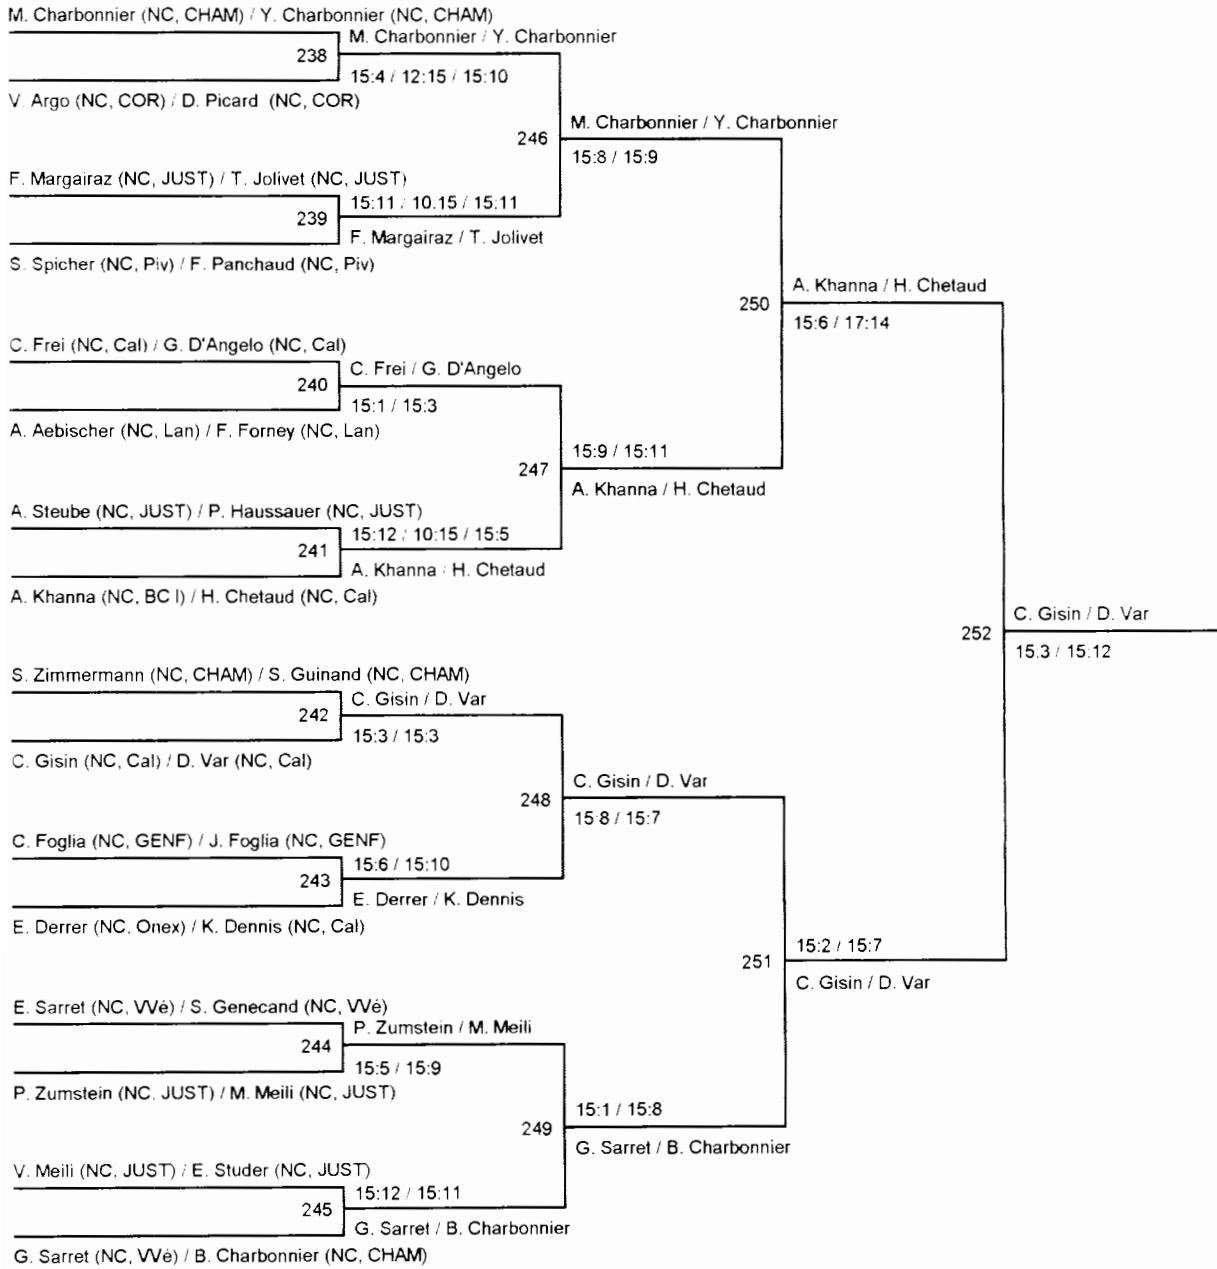 M. Charbonnier (NC, CHAM) / Y. Charbonnier (NC, CHAM)
M. Charbonnier / Y. Charbonnier
238
15:4 / 12:15 / 15:10
V. Argo (NC, COR) / D. Picard (NC, COR)
M. Charbonnier / Y. Charbonnier
246
15:8 / 15:9
F. Margairaz (NC, JUST) / T. Jolivet (NC, JUST)
15:11 / 10:15 / 15:11
239
F. Margairaz / T. Jolivet
S. Spicher (NC, Piv) / F. Panchaud (NC, Piv)
A. Khanna / H. Chetaud
250
15:6 / 17:14
C. Frei (NC, Cal) / G. D'Angelo (NC, Cal)
C. Frei / G. D'Angelo
240
15:1 / 15:3
A. Aebischer (NC, Lan) / F. Forney (NC, Lan)
15:9 / 15:11
247
A. Khanna / H. Chetaud
A. Steube (NC, JUST) / P. Haussauer (NC, JUST)
15:12 / 10:15 / 15:5
241
A. Khanna / H. Chetaud
A. Khanna (NC, BC I) / H. Chetaud (NC, Cal)
C. Gisin / D. Var
252
15:3 / 15:12
S. Zimmermann (NC, CHAM) / S. Guinand (NC, CHAM)
C. Gisin / D. Var
242
15:3 / 15:3
C. Gisin (NC, Cal) / D. Var (NC, Cal)
C. Gisin / D. Var
248
15:8 / 15:7
C. Foglia (NC, GENF) / J. Foglia (NC, GENF)
15:6 / 15:10
243
E. Derrer / K. Dennis
E. Derrer (NC, Onex) / K. Dennis (NC, Cal)
15:2 / 15:7
251
C. Gisin / D. Var
E. Sarret (NC, VVé) / S. Genecand (NC, VVé)
P. Zumstein / M. Meili
244
15:5 / 15:9
P. Zumstein (NC, JUST) / M. Meili (NC, JUST)
15:1 / 15:8
249
G. Sarret / B. Charbonnier
V. Meili (NC, JUST) / E. Studer (NC, JUST)
15:12 / 15:11
245
G. Sarret / B. Charbonnier
G. Sarret (NC, VVé) / B. Charbonnier (NC, CHAM)